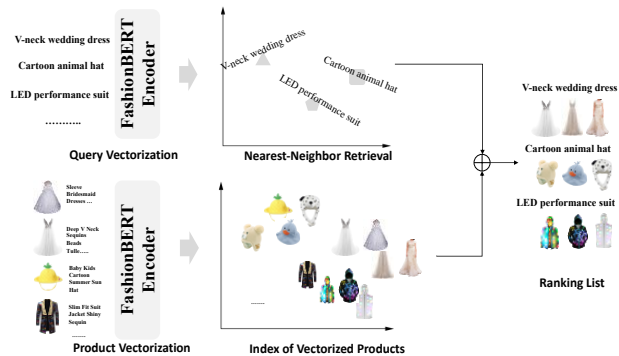 V-neck wedding dress
Cartoon animal hat
LED performance suit
...........
FashionBERT
Encoder
Query Vectorization
V-neck wedding dress
Cartoon animal hat
LED performance suit
Nearest-Neighbor Retrieval
Sleeve
Bridesmaid
Dresses ...
Deep V Neck
Sequins
Beads
Tulle.....
Baby Kids
Cartoon
Summer Sun
Hat
Slim Fit Suit
Jacket Shiny
Sequin
......
FashionBERT
Encoder
Product Vectorization
......
Index of Vectorized Products
V-neck wedding dress
Cartoon animal hat
LED performance suit
Ranking List